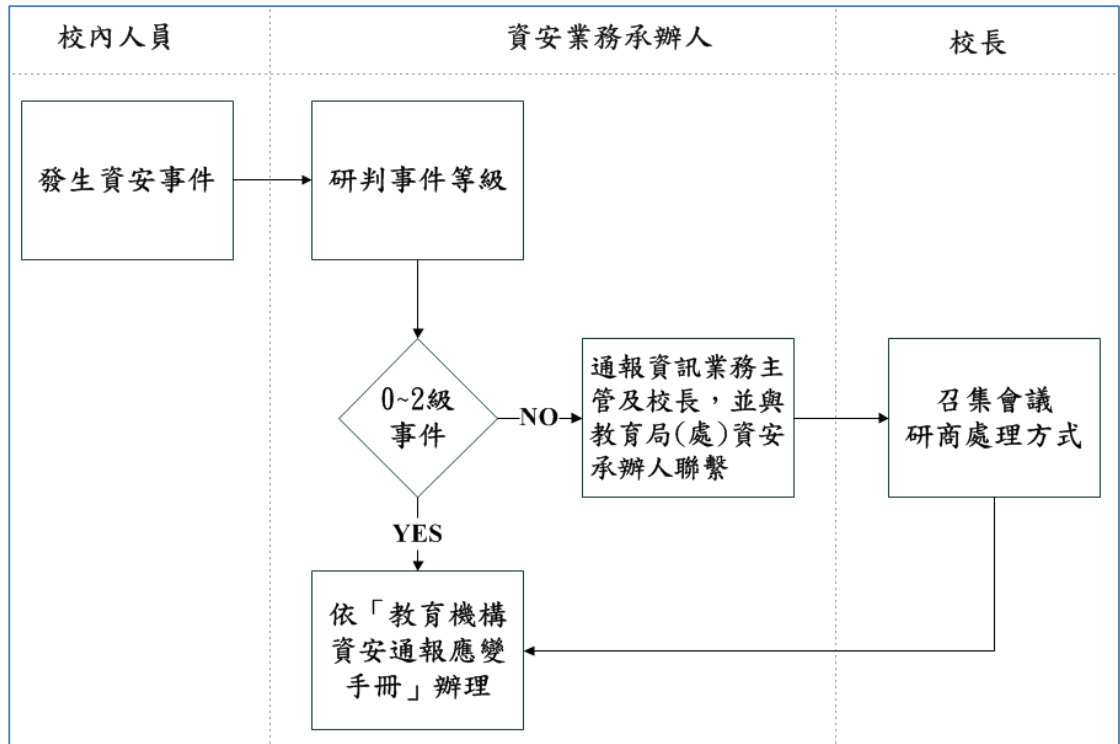 校內人員
資安業務承辦人
校長
發生資安事件
研判事件等級
0~2級
事件
NO
通報資訊業務主
管及校長，並與
教育局(處)資安
承辦人聯繫
召集會議
研商處理方式
YES
依「教育機構
資安通報應變
手冊」辦理